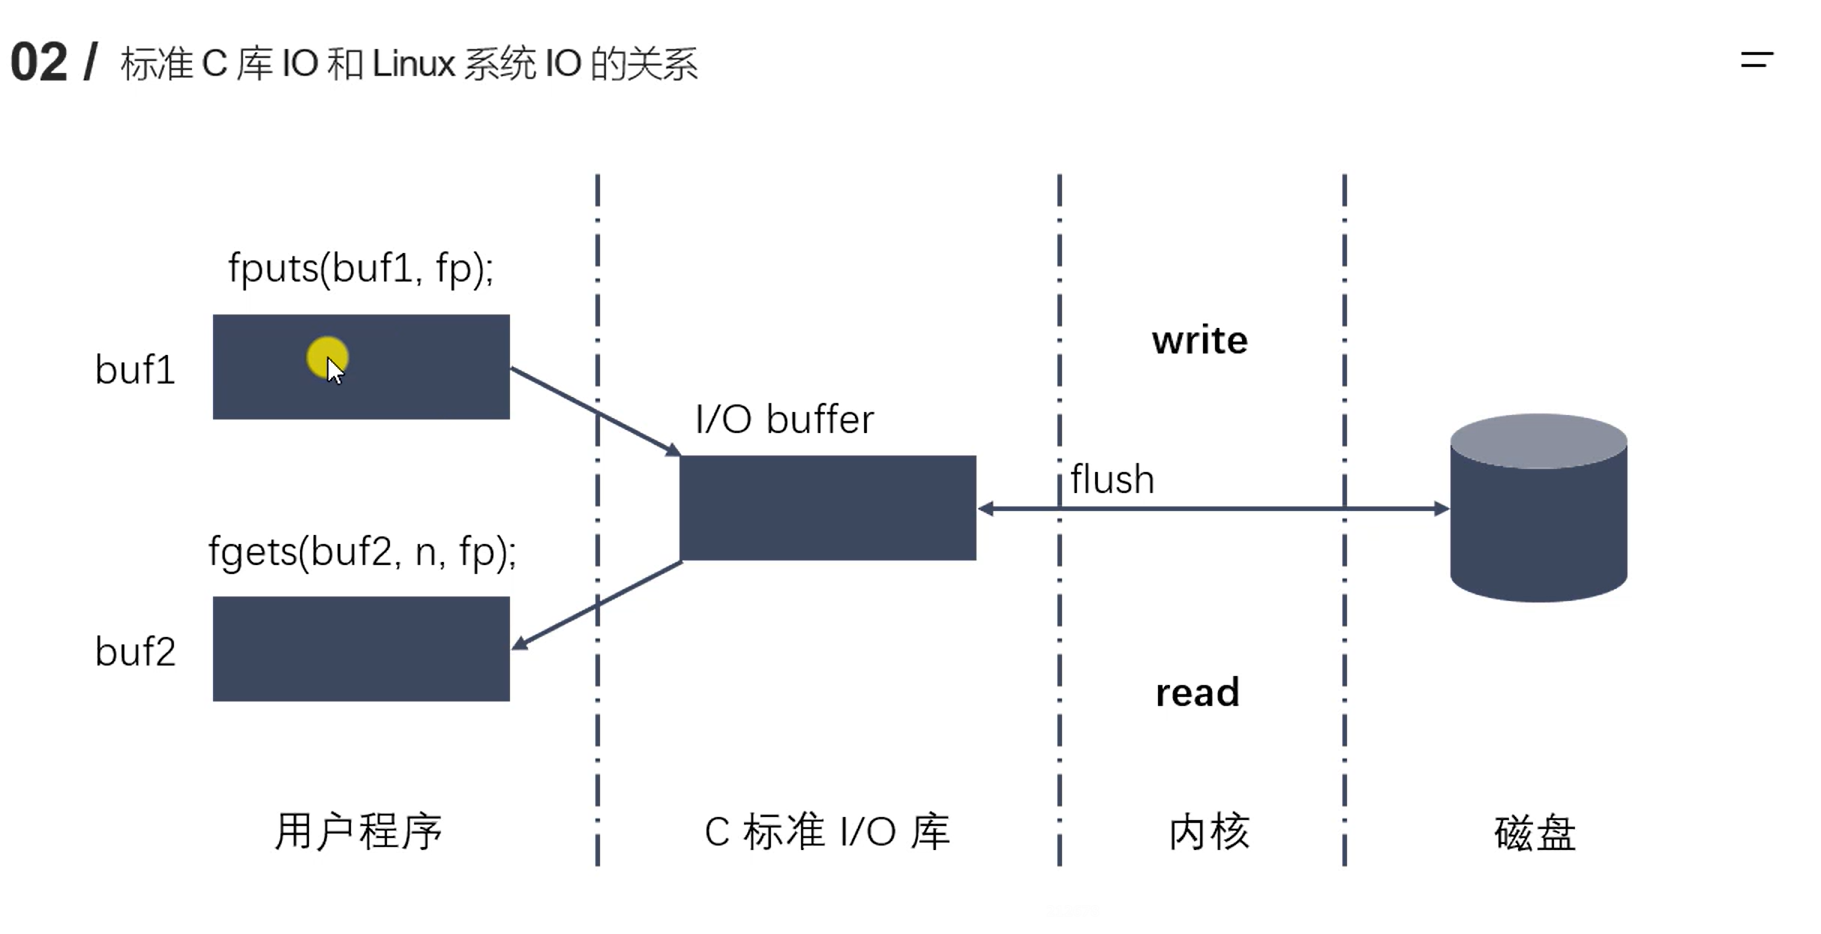 02 / 标准 C 库 IO 和 Linux 系统 IO 的关系
fputs(buf1, fp);
buf1
I/O buffer
write
flush
fgets(buf2, n, fp);
buf2
read
用户程序
C 标准 I/O 库
内核
磁盘